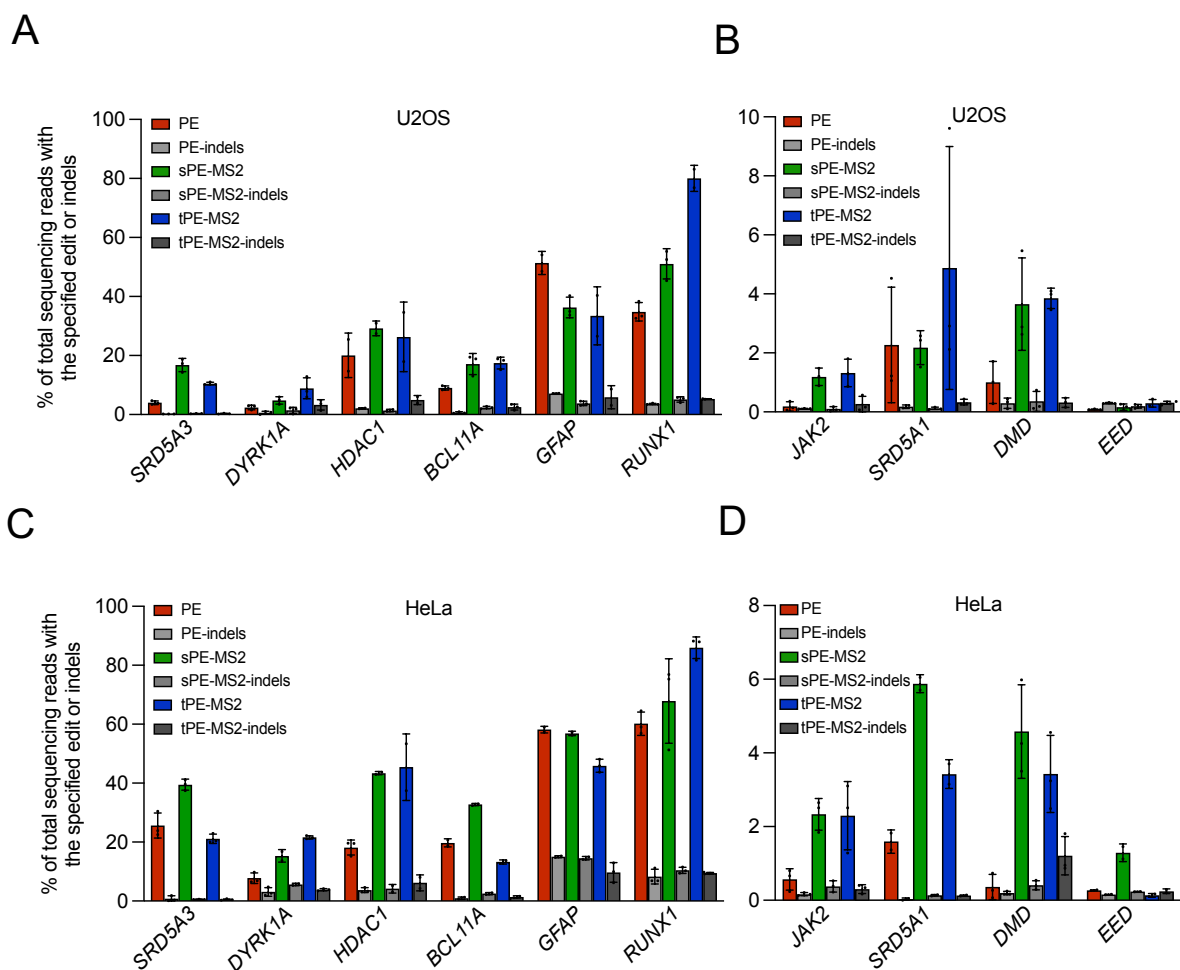 A
% of total sequencing reads with
the specified edit or indels
U2OS
100
80
60
40
20
0
PE
PE-indels
sPE-MS2
sPE-MS2-indels
tPE-MS2
tPE-MS2-indels
SRD5A3
DYRK1A
HDAC1
BCL11A
GFAP
RUNX1
B
U2OS
10
8
6
4
2
0
PE
PE-indels
sPE-MS2
sPE-MS2-indels
tPE-MS2
tPE-MS2-indels
JAK2
SRD5A1
DMD
EED
C
% of total sequencing reads with
the specified edit or indels
HeLa
100
80
60
40
20
0
PE
PE-indels
sPE-MS2
sPE-MS2-indels
tPE-MS2
tPE-MS2-indels
SRD5A3
DYRK1A
HDAC1
BCL11A
GFAP
RUNX1
D
HeLa
8
6
4
2
0
PE
PE-indels
sPE-MS2
sPE-MS2-indels
tPE-MS2
tPE-MS2-indels
JAK2
SRD5A1
DMD
EED